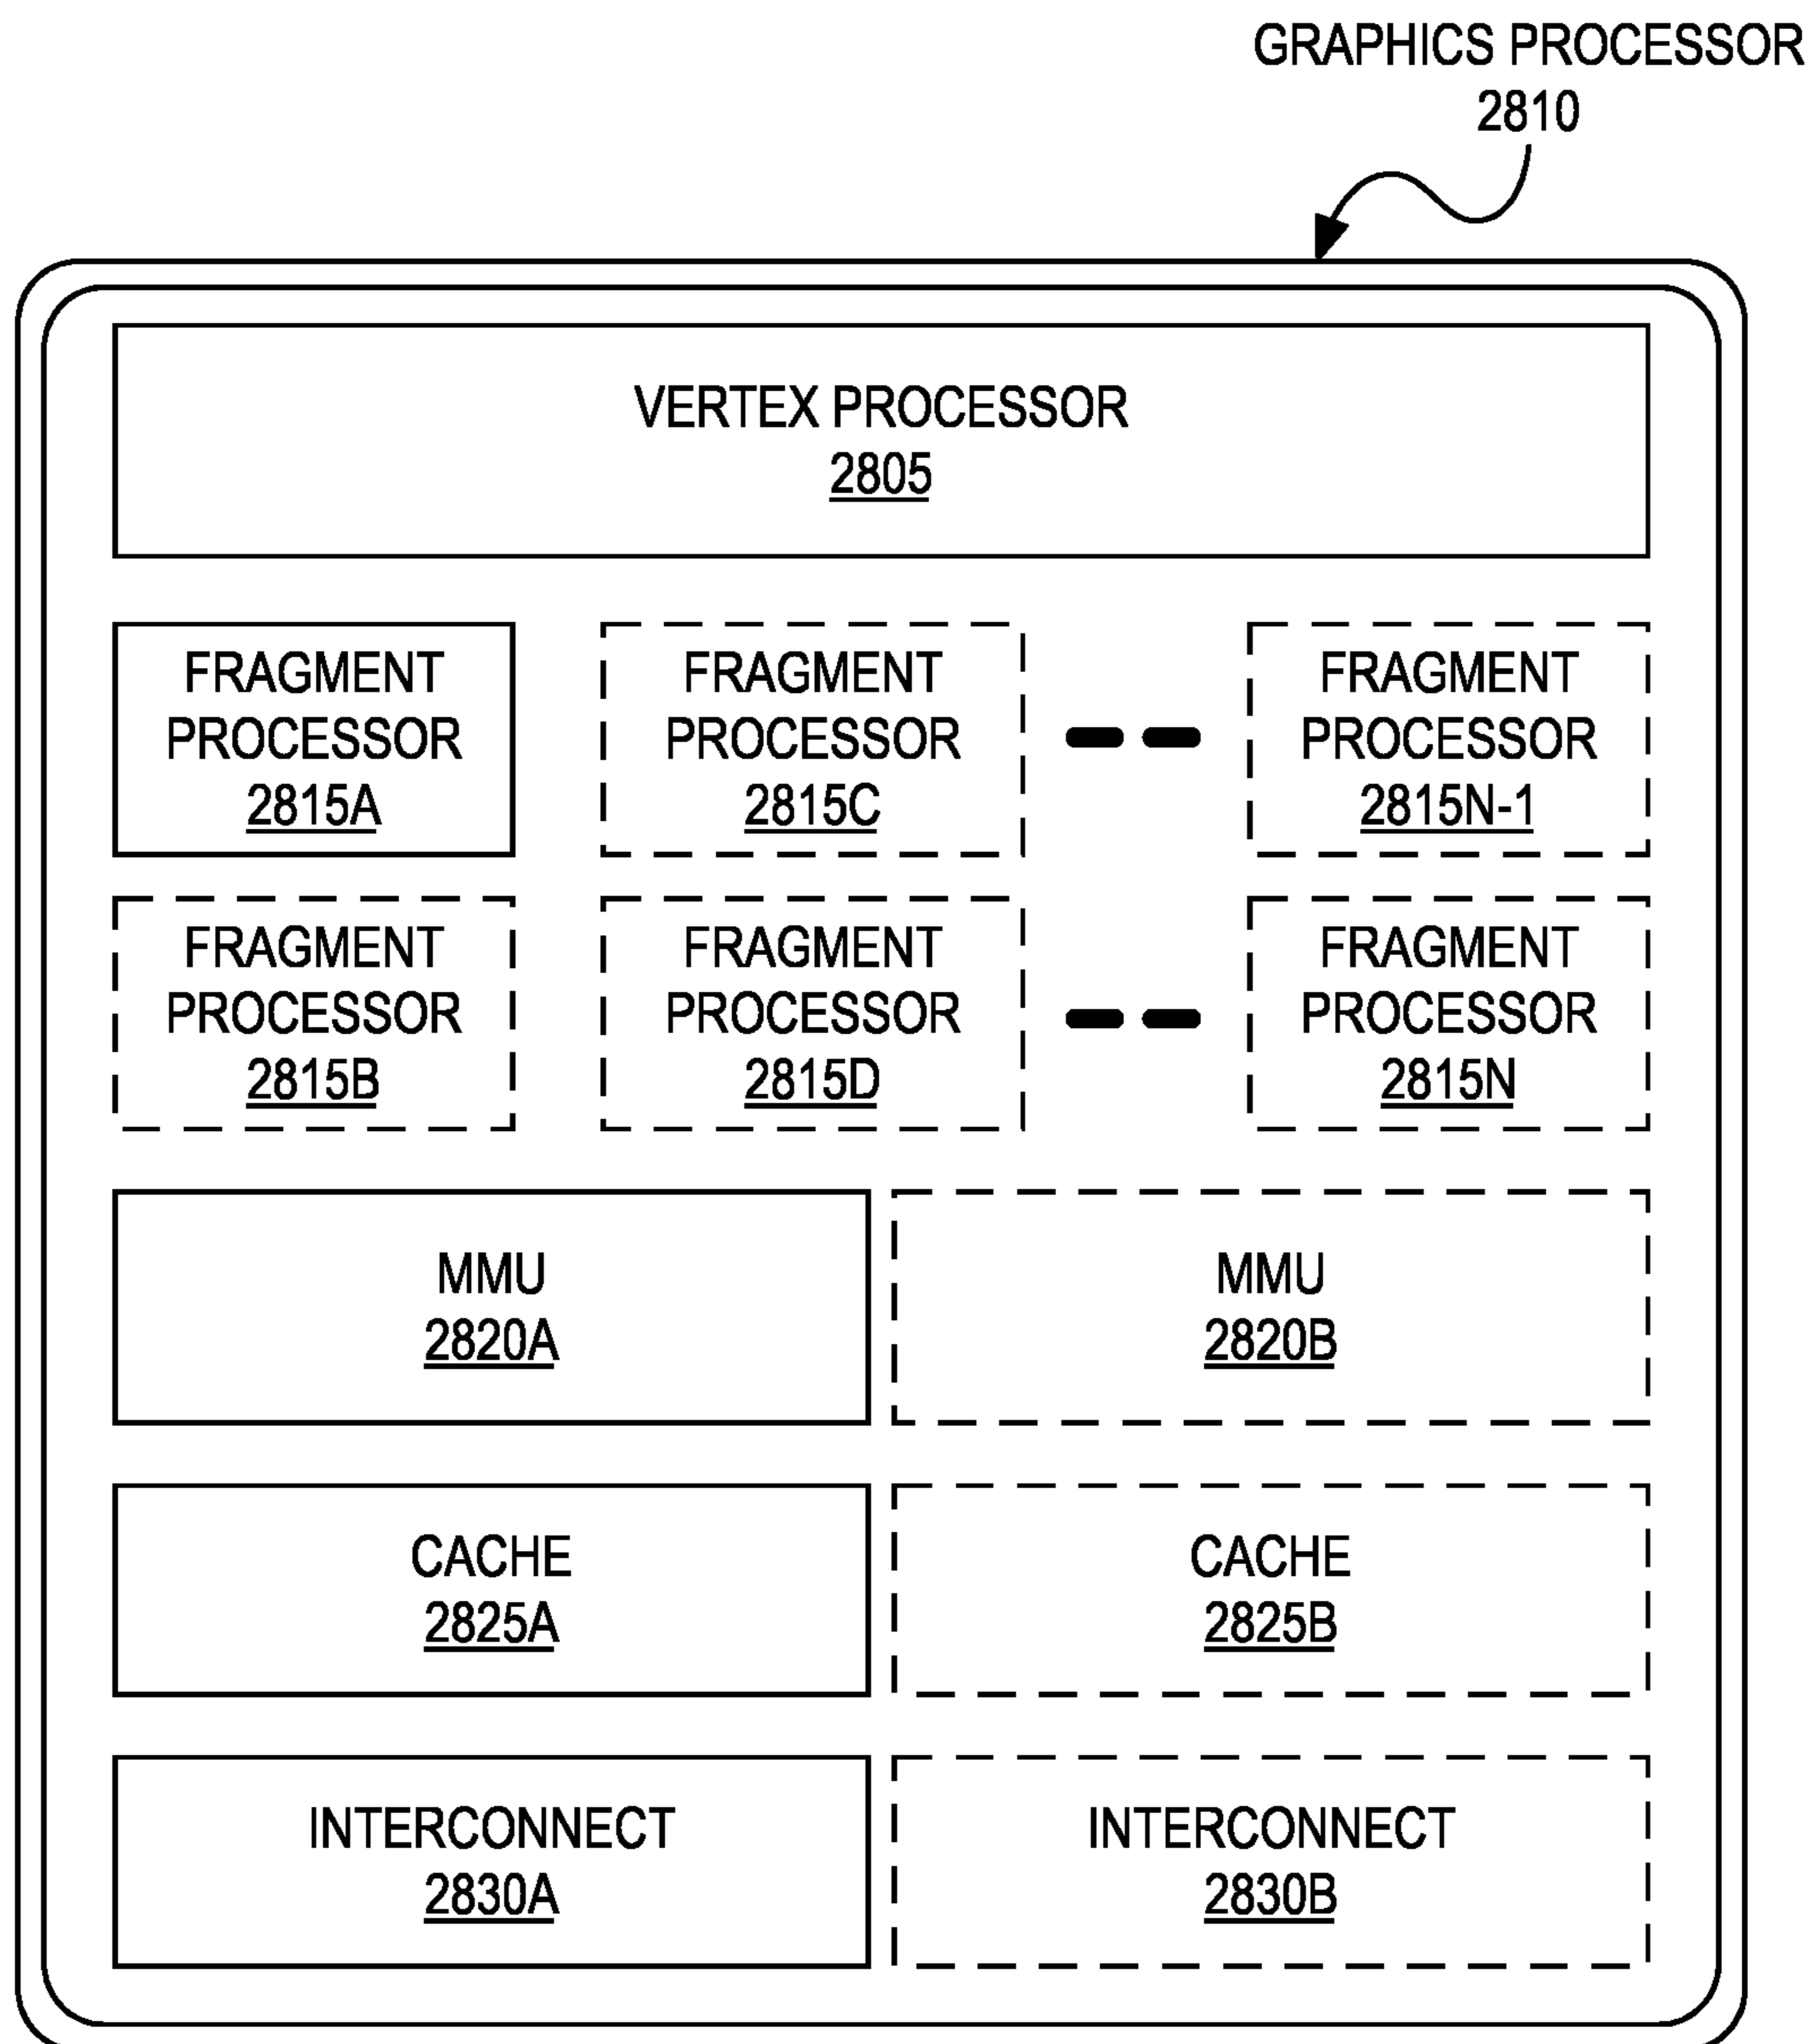 GRAPHICS PROCESSOR
2810
VERTEX PROCESSOR
2805
FRAGMENT
PROCESSOR
2815A
FRAGMENT
PROCESSOR
2815C
FRAGMENT
PROCESSOR
2815N-1
FRAGMENT
PROCESSOR
2815B
FRAGMENT
PROCESSOR
2815D
FRAGMENT
PROCESSOR
2815N
MMU
2820A
MMU
2820B
CACHE
2825A
CACHE
2825B
INTERCONNECT
2830A
INTERCONNECT
2830B